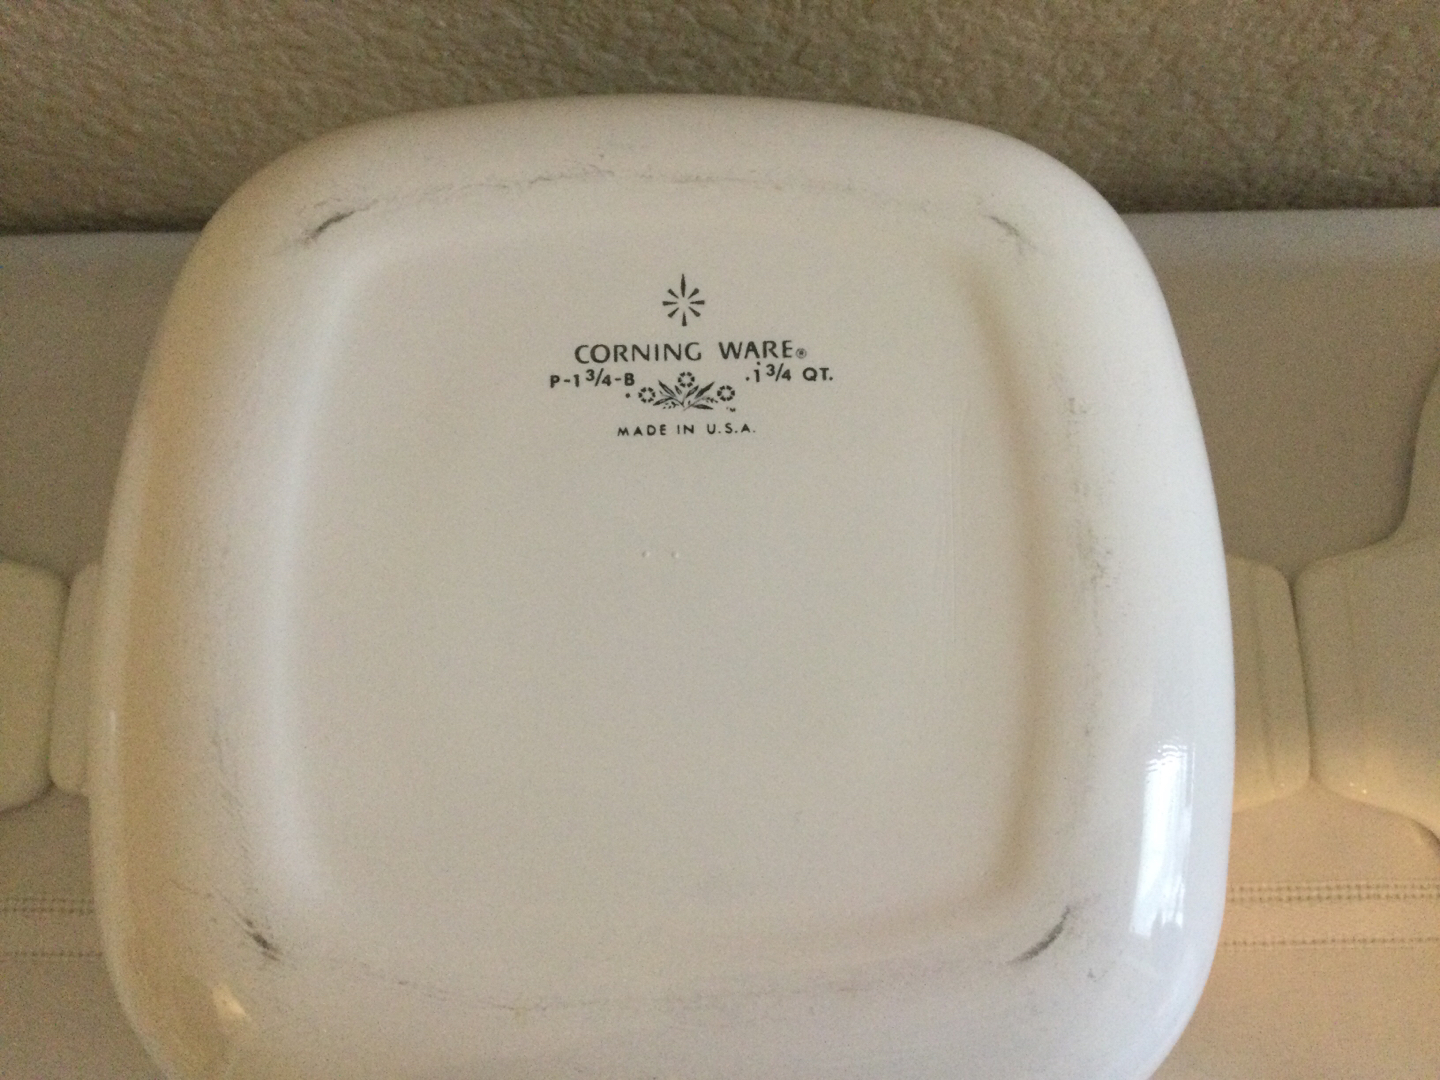 CORNING WARE®
P-1 3/4-B 1 3/4 QT.
MADE IN U.S.A.